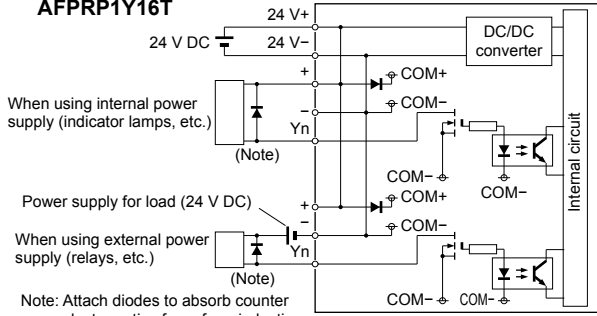 AFPRP1Y16T
24 V+
24 V DC
24 V−
DC/DC
converter
+
COM+
When using internal power
supply (indicator lamps, etc.)
−
COM−
Yn
(Note)
COM−
COM−
Internal circuit
Power supply for load (24 V DC)
+
COM+
−
COM−
When using external power
supply (relays, etc.)
Yn
(Note)
COM−
COM−
Note: Attach diodes to absorb counter